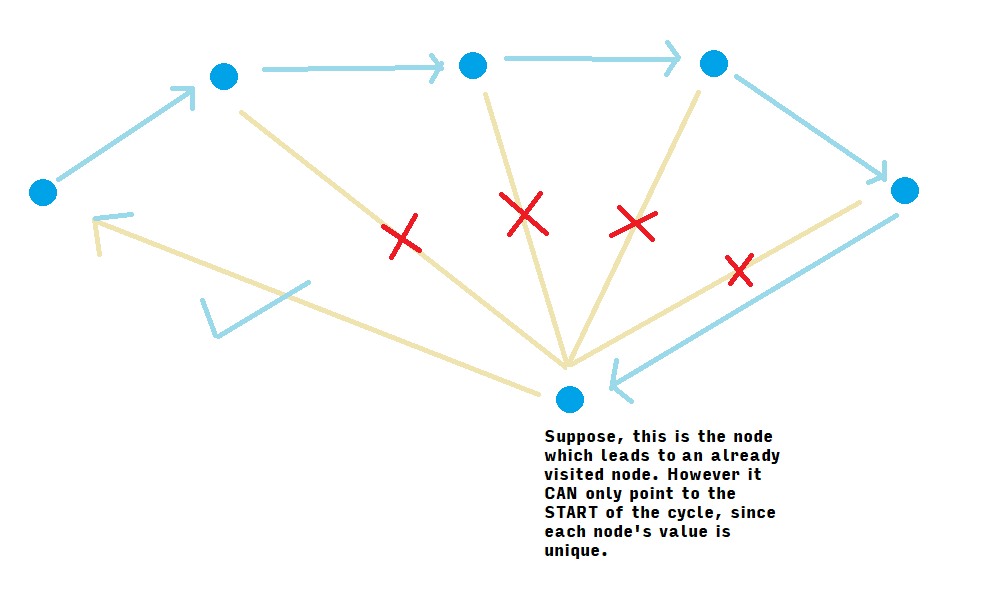 Suppose, this is the node
which leads to an already
visited node. However it
CAN only point to the
START of the cycle, since
each node's value is
unique.